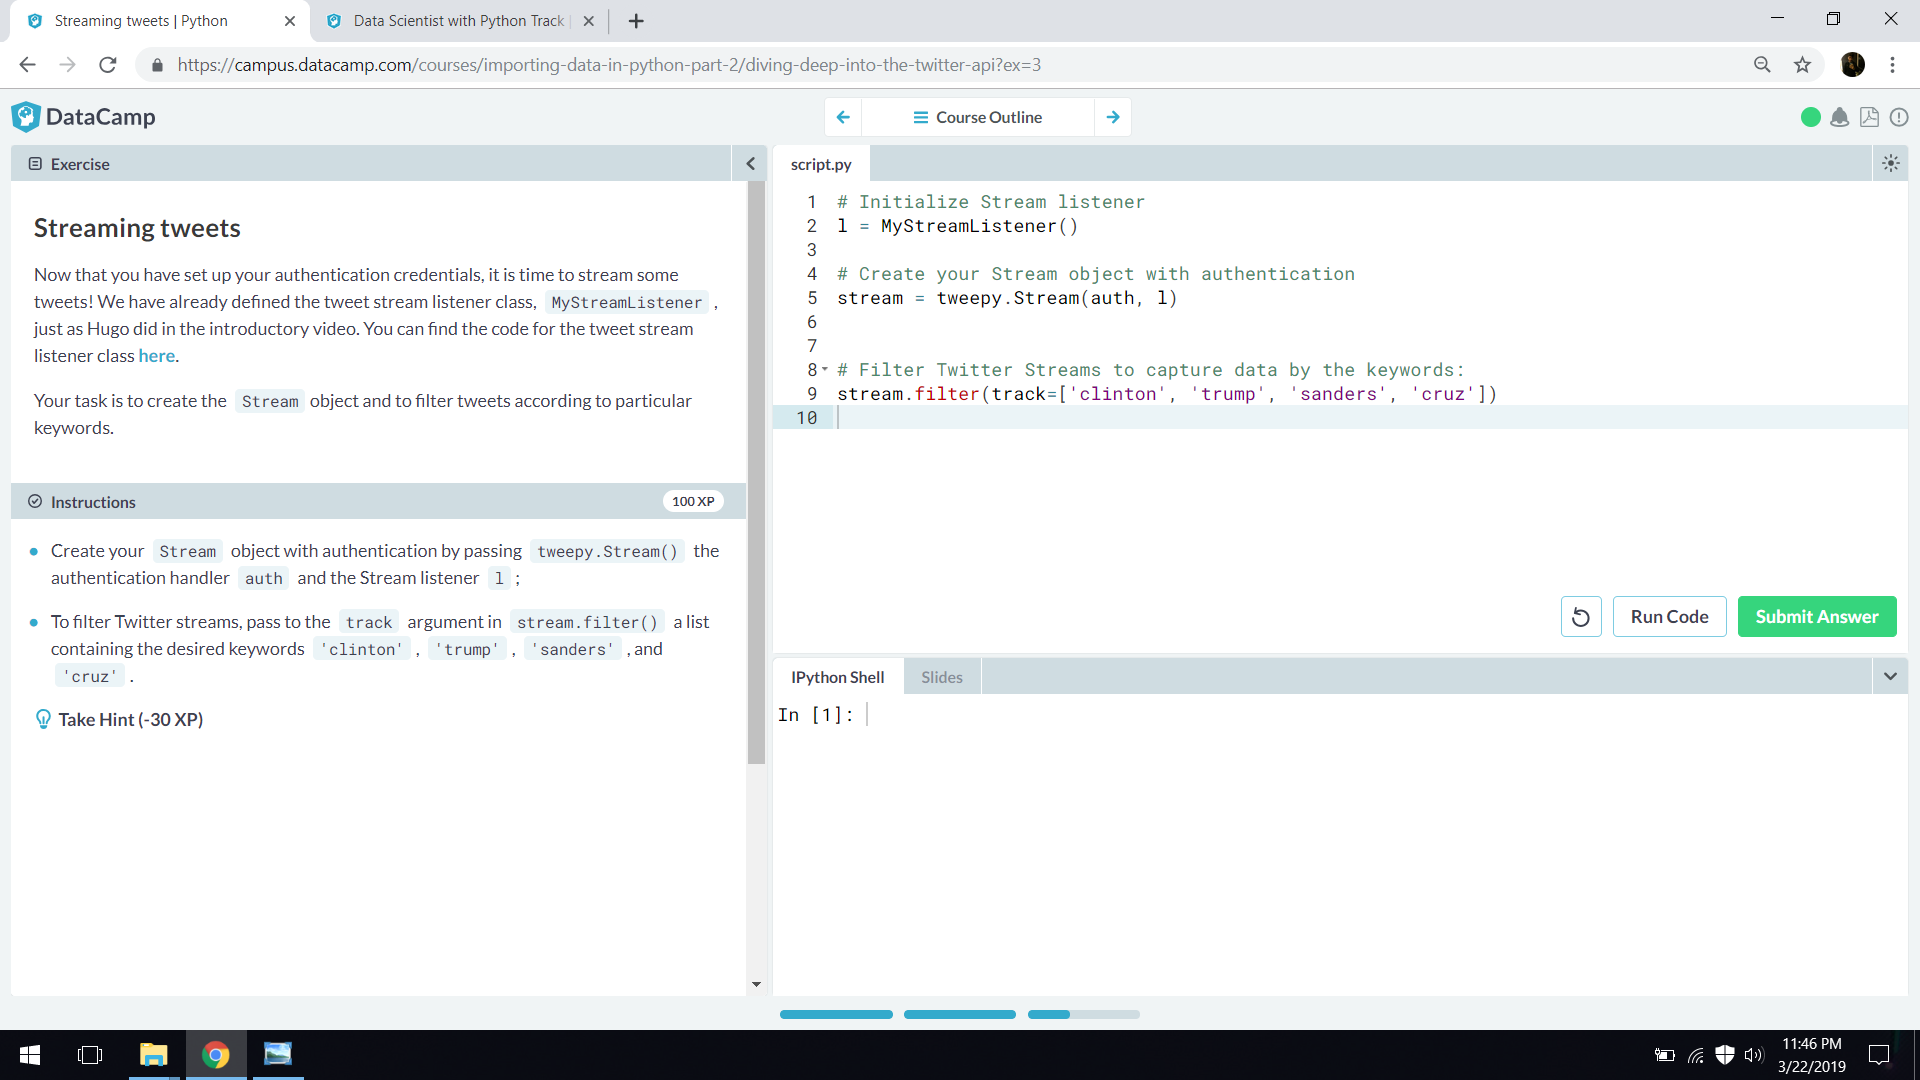 Streaming tweets | Python
Data Scientist with Python Track
https://campus.datacamp.com/courses/importing-data-in-python-part-2/diving-deep-into-the-twitter-api?ex=3
DataCamp
Course Outline
Exercise
Streaming tweets
Now that you have set up your authentication credentials, it is time to stream some
tweets! We have already defined the tweet stream listener class, MyStreamListener ,
just as Hugo did in the introductory video. You can find the code for the tweet stream
listener class here.
Your task is to create the Stream object and to filter tweets according to particular
keywords.
Instructions
100 XP
Create your Stream object with authentication by passing tweepy.Stream() the
authentication handler auth and the Stream listener l ;
To filter Twitter streams, pass to the track argument in stream.filter() a list
containing the desired keywords 'clinton' , 'trump' , 'sanders' , and
'cruz' .
Take Hint (-30 XP)
script.py
1 # Initialize Stream listener
2 l = MyStreamListener()
3
4 # Create your Stream object with authentication
5 stream = tweepy.Stream(auth, l)
6
7
8 # Filter Twitter Streams to capture data by the keywords:
9 stream.filter(track=['clinton', 'trump', 'sanders', 'cruz'])
10
Run Code
Submit Answer
IPython Shell
Slides
In [1]:
11:46 PM
3/22/2019